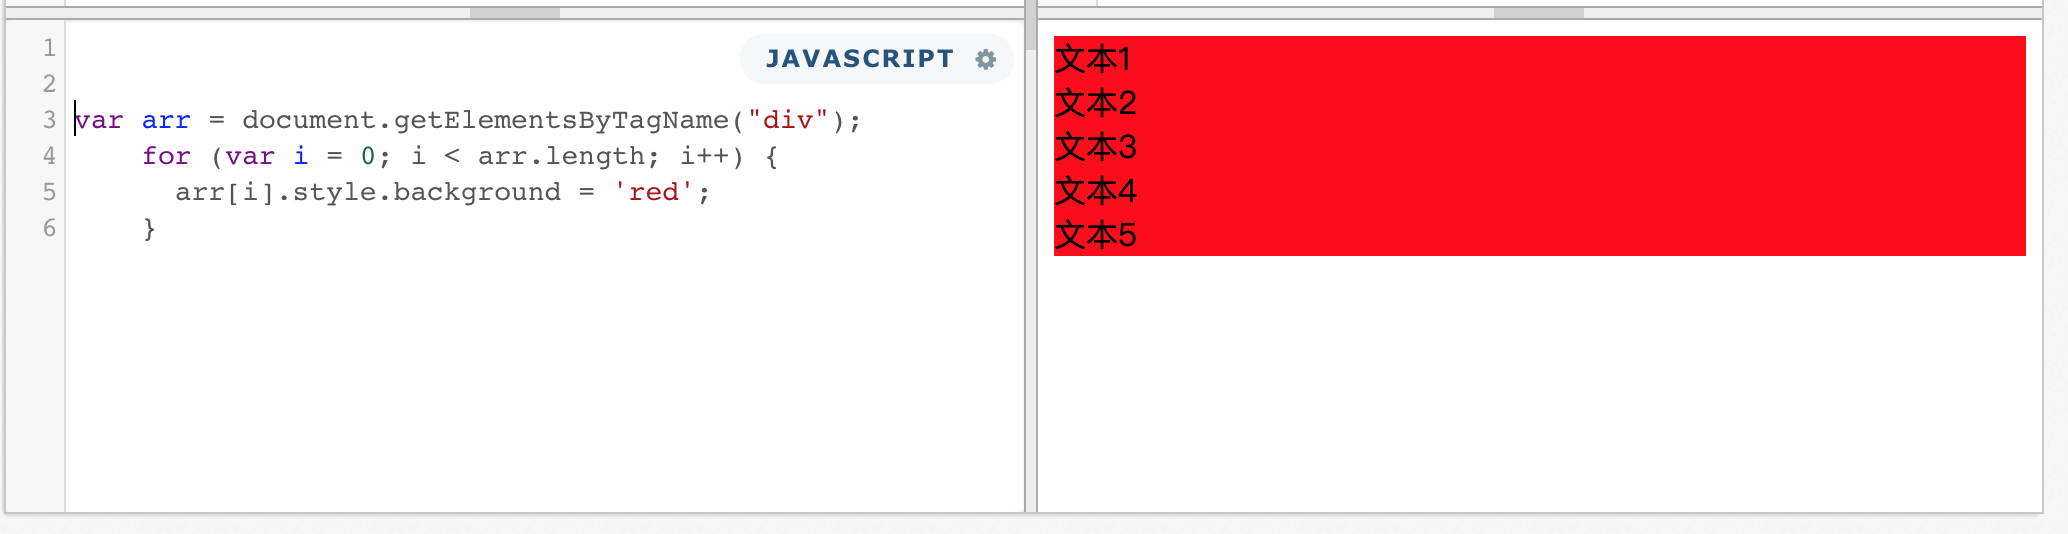 1
2
JAVASCRIPT
3 var arr = document.getElementsByTagName("div");
4     for (var i = 0; i < arr.length; i++) {
5       arr[i].style.background = 'red';
6     }
文本1
文本2
文本3
文本4
文本5